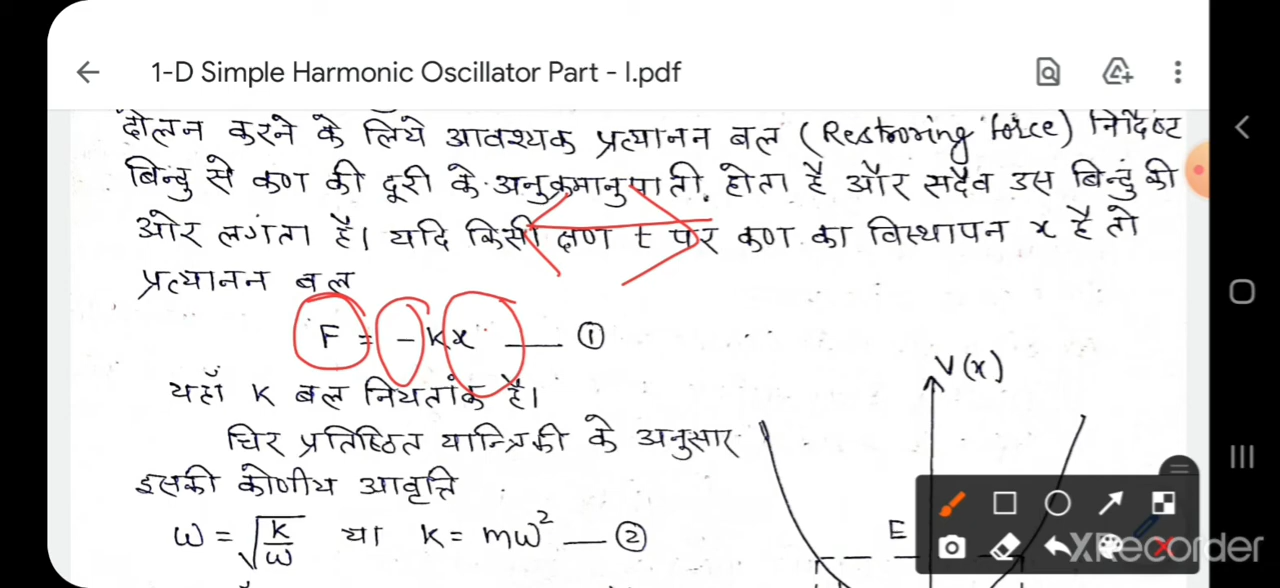 1-D Simple Harmonic Oscillator Part - I.pdf
दोलन करने के लिये आवश्यक प्रत्यानन बल (Restroring force) निर्दिष्ट
बिन्दु से कण की दूरी के अनुक्रमानुपाती होता है और सदैव उस बिन्दु की
ओर लगता है। यदि किसी क्षण t पर कण का विस्थापन x है तो
प्रत्यानन बल
F = -Kx ___ ①
यहाँ K बल नियतांक है।
चिर प्रतिष्ठित यान्त्रिकी के अनुसार
इसकी कोणीय आवृत्ति
ω = √(K/ω) या K = mω² — ②
V(x)
E
XRecorder